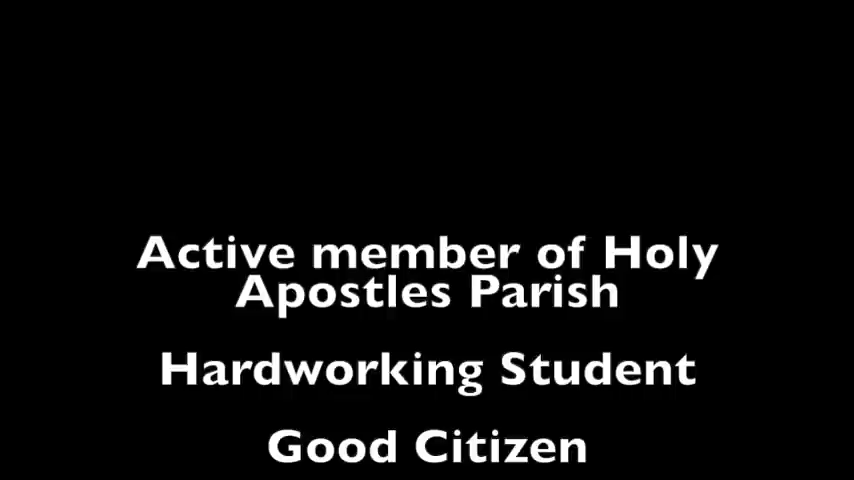 Active member of Holy
Apostles Parish
Hardworking Student
Good Citizen